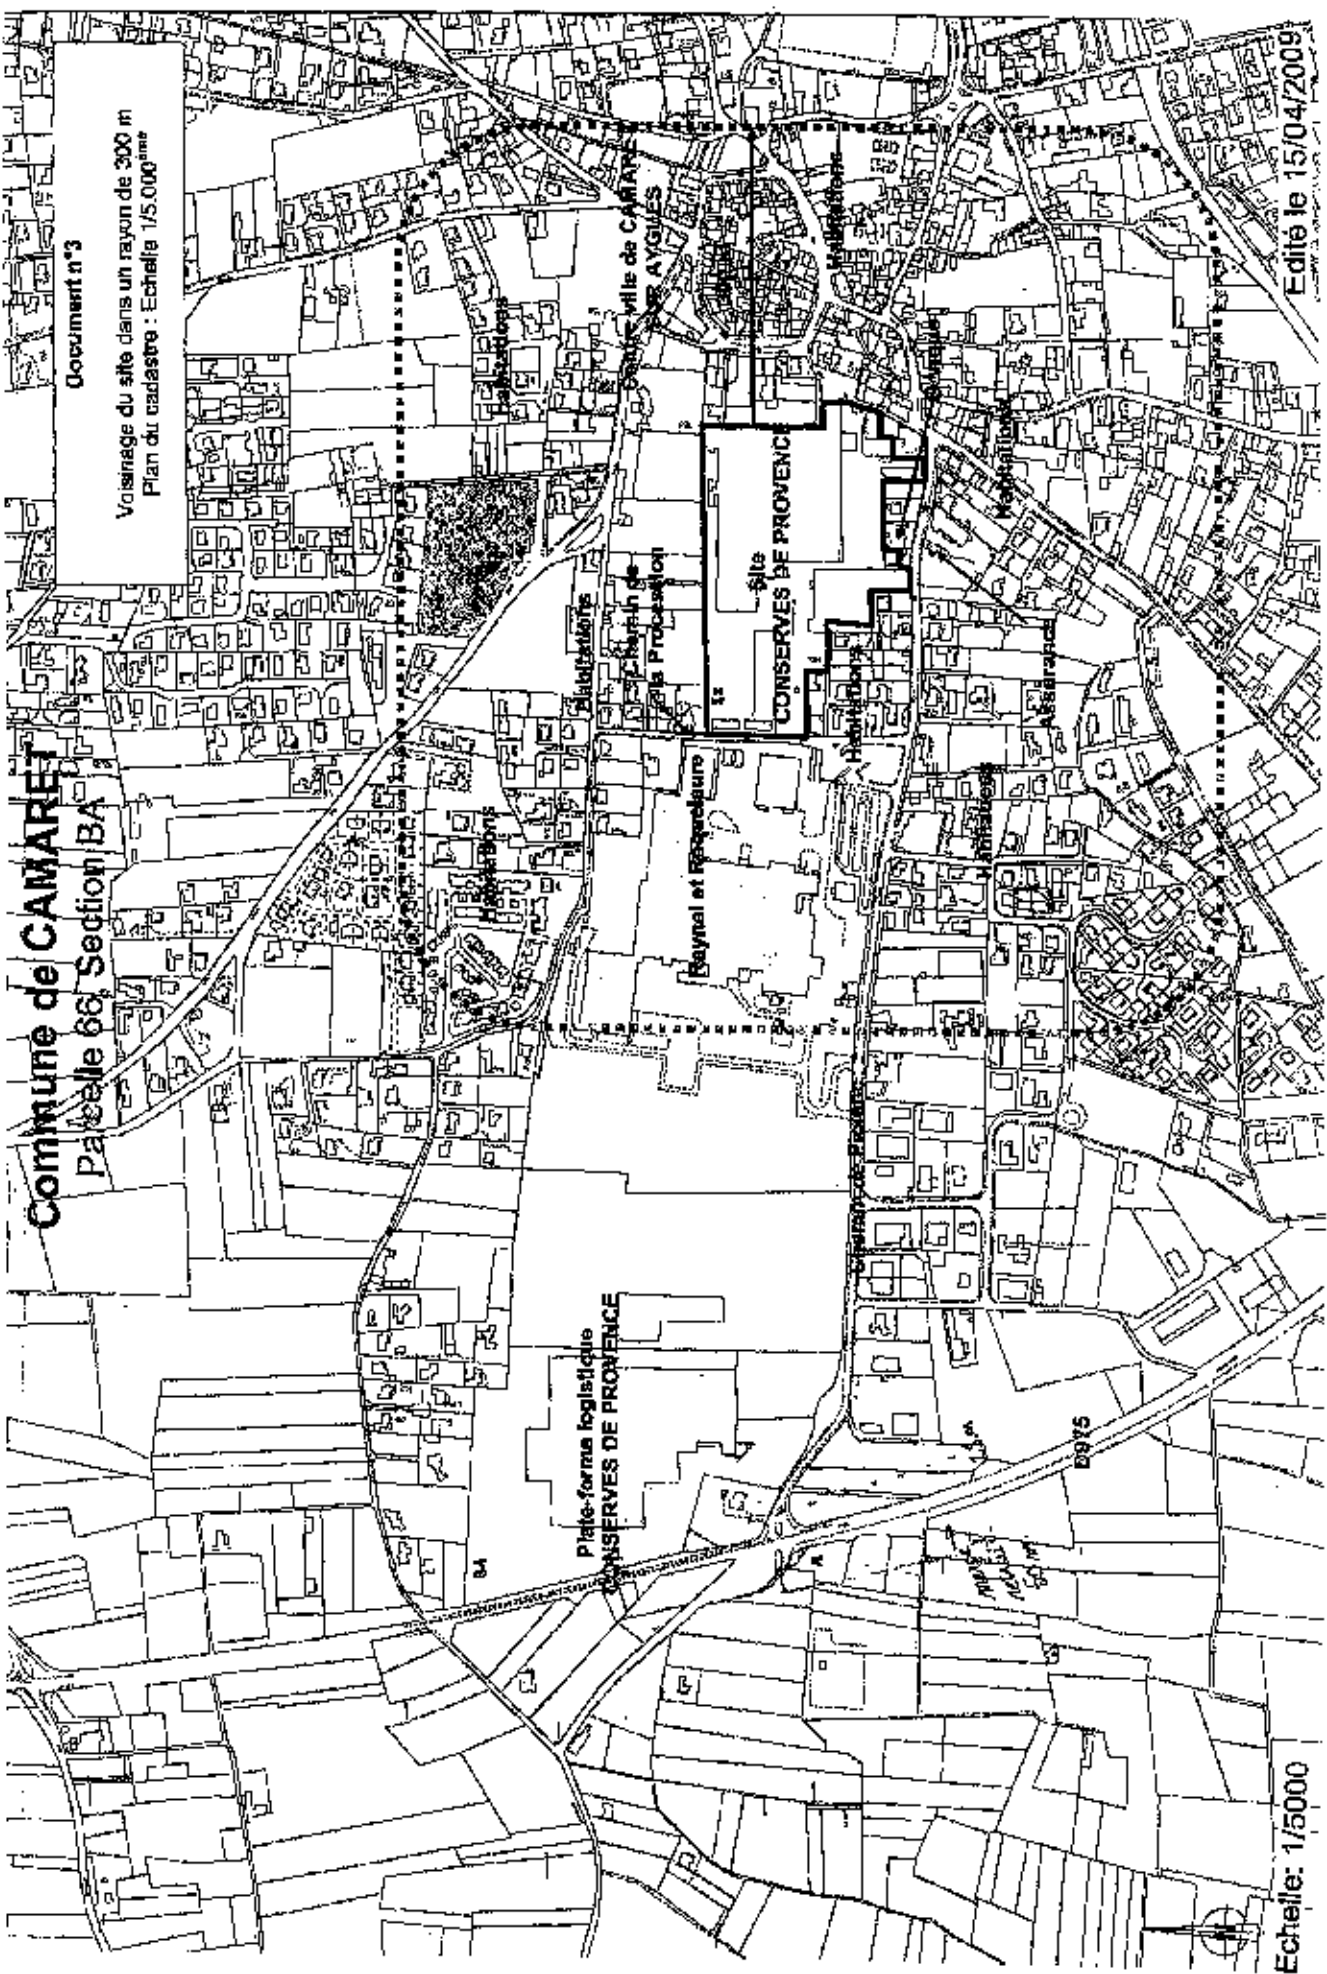 Commune de CAMARET
Parcelle 66 Section BA
Document n°3
Voisinage du site dans un rayon de 300 m
Plan du cadastre : Echelle 1/5.000ème
Habitations
Habitations
Habitations
Centre ville de CAMARET
SUR AYGUES
Chemin de
la Procession
Raynal et Roquelaure
Site
CONSERVES DE PROVENCE
Habitations
Habitations
Habitations
Habitations
Assurance
Plate-forme logistique
CONSERVES DE PROVENCE
D975
Echelle: 1/5000
Edité le 15/04/2009